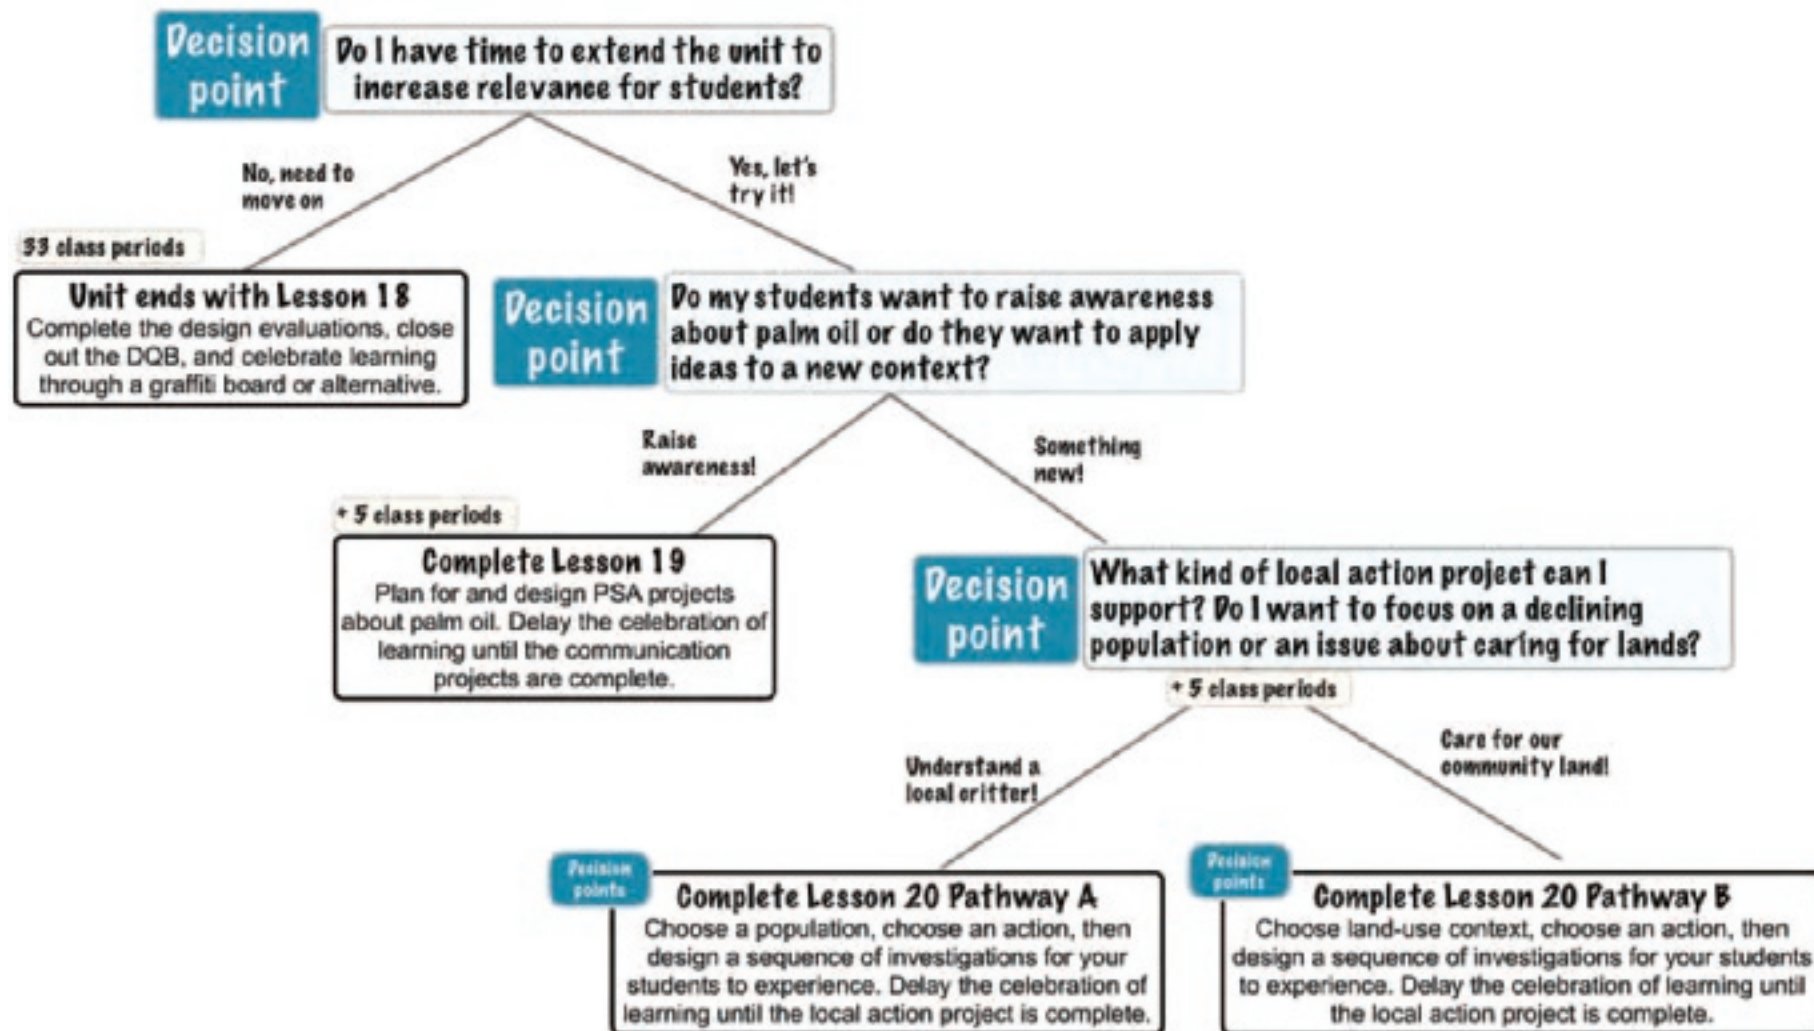 Decision
point
Do I have time to extend the unit to
increase relevance for students?
No, need to
move on
Yes, let's
try it!
33 class periods
Unit ends with Lesson 18
Complete the design evaluations, close
out the DQB, and celebrate learning
through a graffiti board or alternative.
Decision
point
Do my students want to raise awareness
about palm oil or do they want to apply
ideas to a new context?
Raise
awareness!
Something
new!
+ 5 class periods
Complete Lesson 19
Plan for and design PSA projects
about palm oil. Delay the celebration of
learning until the communication
projects are complete.
Decision
point
What kind of local action project can I
support? Do I want to focus on a declining
population or an issue about caring for lands?
+ 5 class periods
Understand a
local critter!
Care for our
community land!
Decision
points
Complete Lesson 20 Pathway A
Choose a population, choose an action, then
design a sequence of investigations for your
students to experience. Delay the celebration of
learning until the local action project is complete.
Decision
points
Complete Lesson 20 Pathway B
Choose land-use context, choose an action, then
design a sequence of investigations for your students
to experience. Delay the celebration of learning until
the local action project is complete.